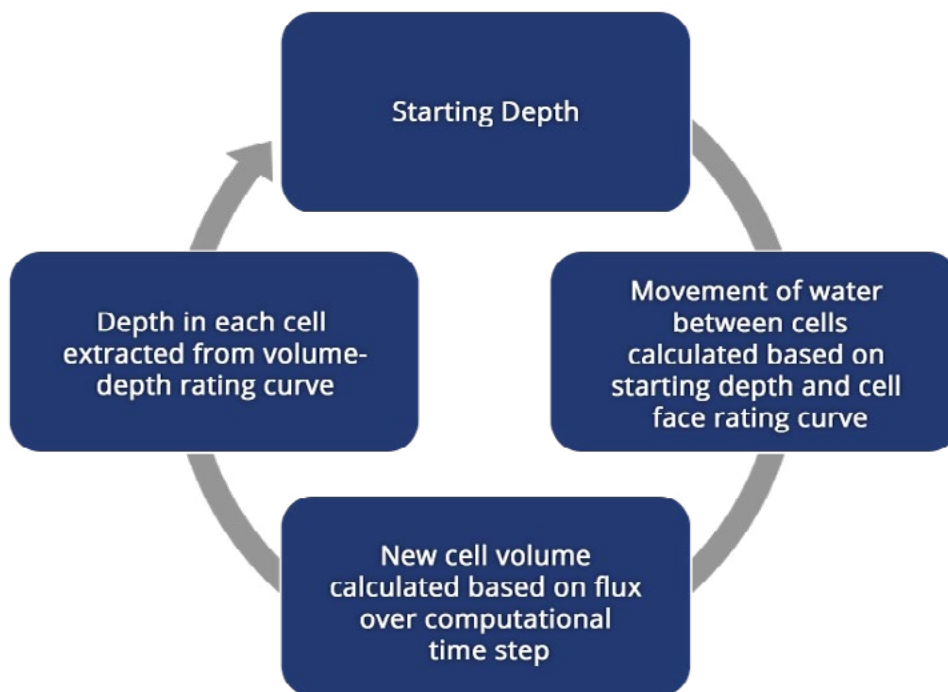 Starting Depth
Movement of water
between cells
calculated based on
starting depth and cell
face rating curve
New cell volume
calculated based on flux
over computational
time step
Depth in each cell
extracted from volume-
depth rating curve